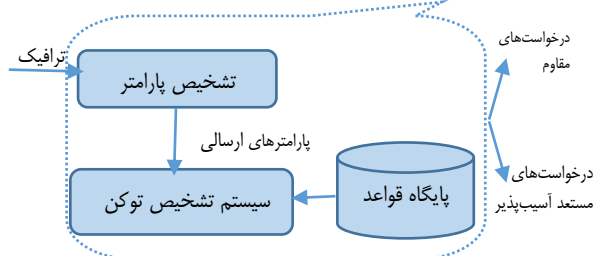 درخواست‌های
مقاوم
ترافیک
تشخیص پارامتر
پارامترهای ارسالی
درخواست‌های
مستعد آسیب‌پذیر
پایگاه قواعد
سیستم تشخیص توکن